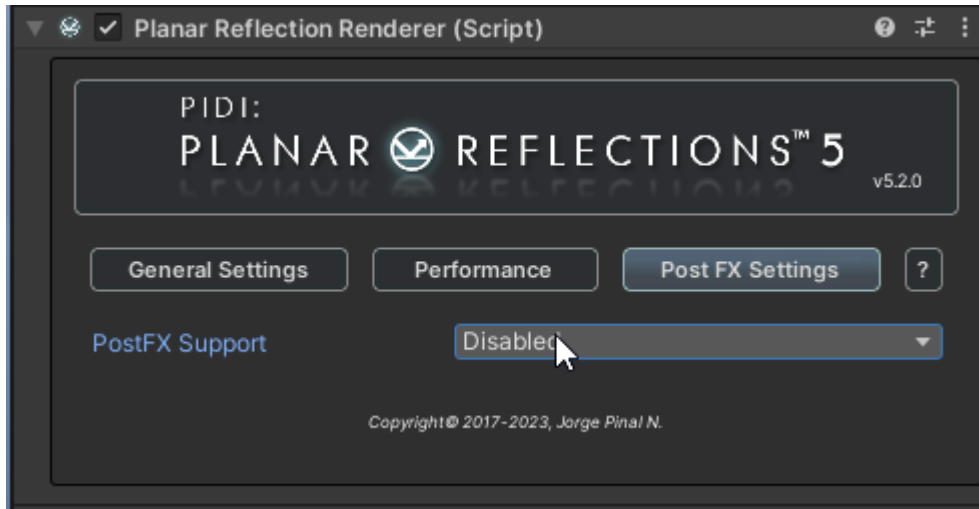 Planar Reflection Renderer (Script)
PIDI:
PLANAR REFLECTIONS™ 5
v5.2.0
General Settings
Performance
Post FX Settings
?
PostFX Support
Disabled
Copyright© 2017-2023, Jorge Pinal N.